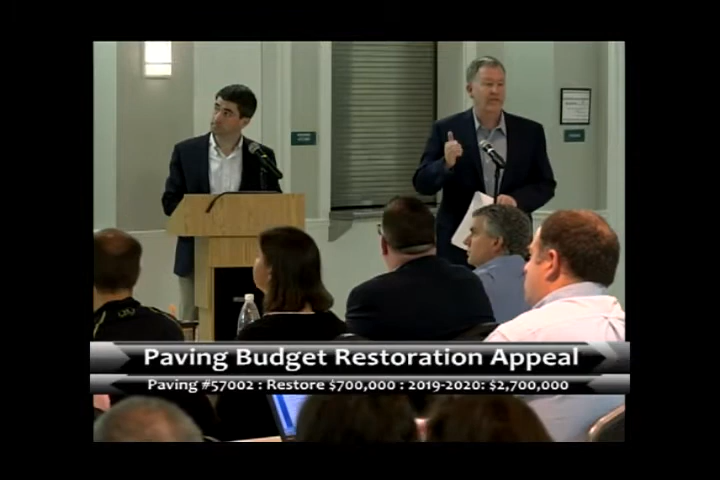 Paving Budget Restoration Appeal
Paving #57002 : Restore $700,000 : 2019-2020: $2,700,000